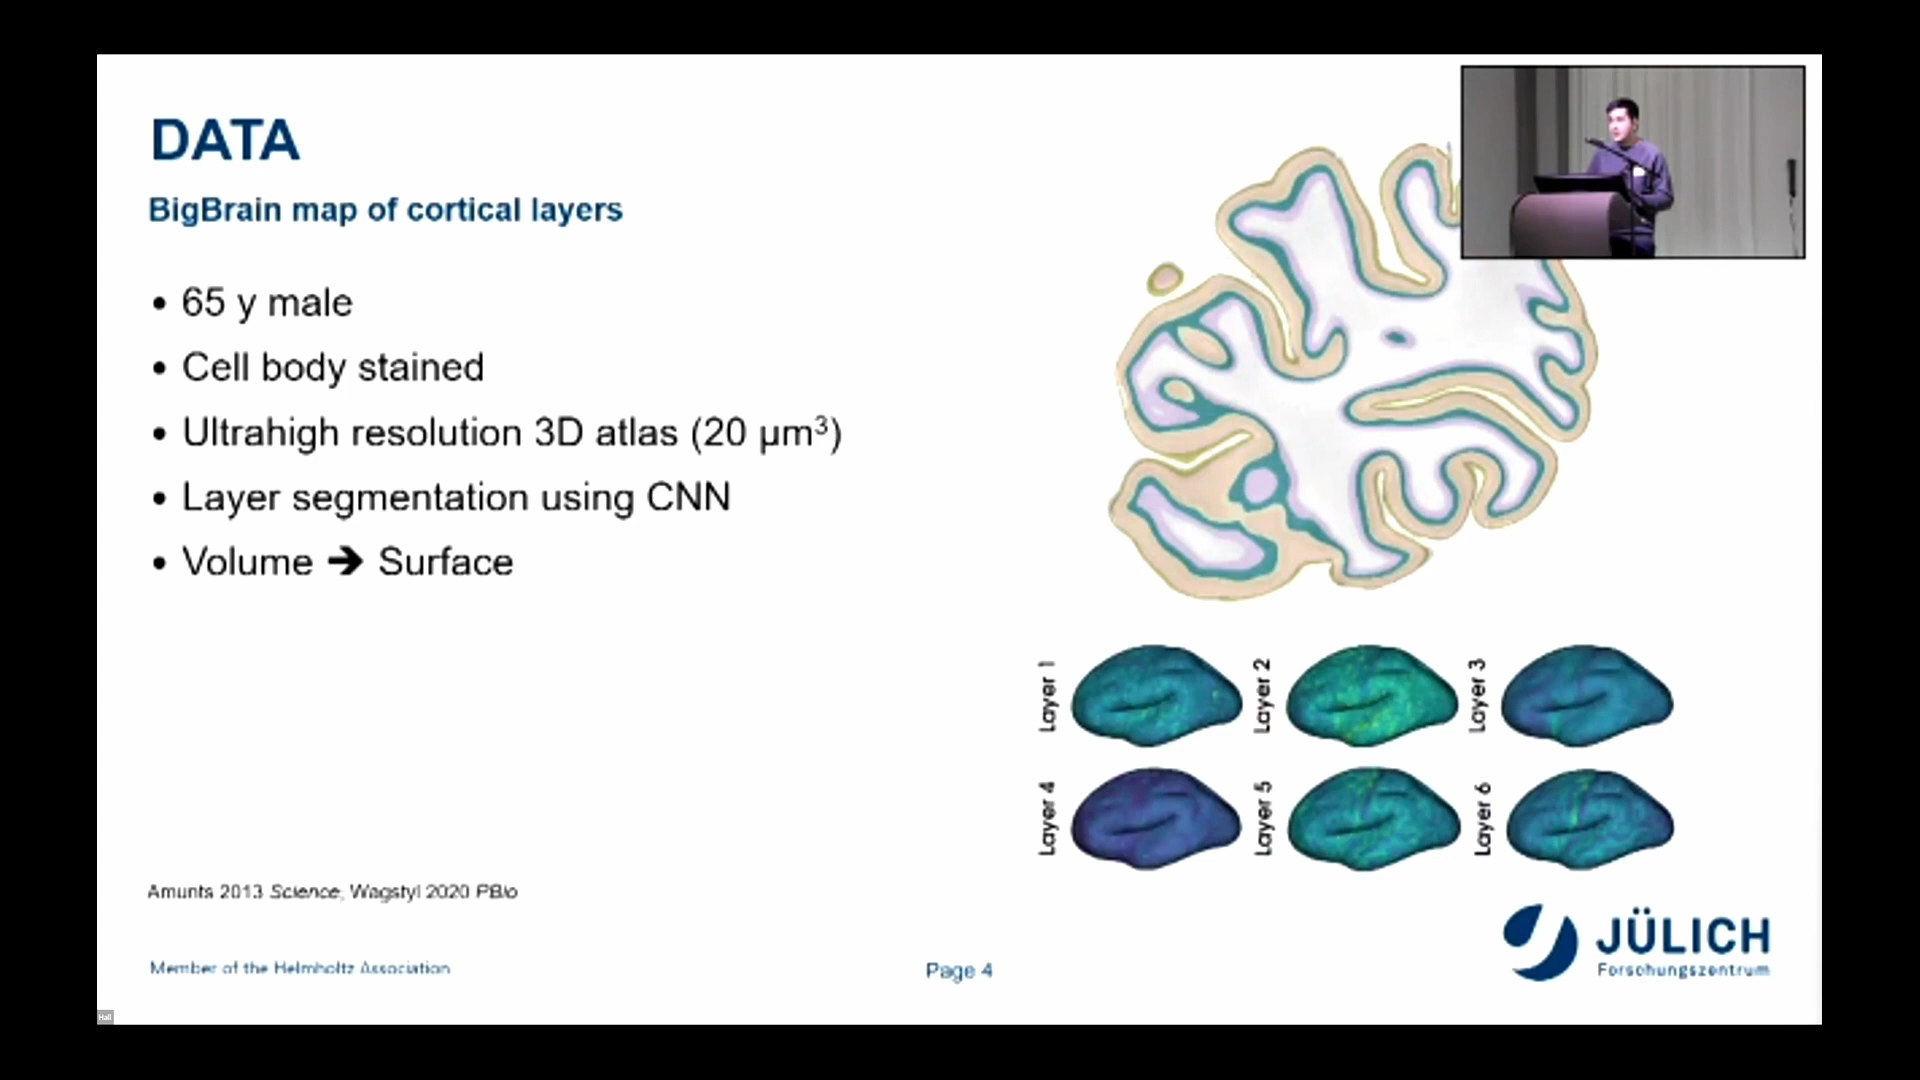 DATA
BigBrain map of cortical layers
• 65 y male
• Cell body stained
• Ultrahigh resolution 3D atlas (20 µm³)
• Layer segmentation using CNN
• Volume ➔ Surface
Layer 1
Layer 2
Layer 3
Layer 4
Layer 5
Layer 6
Amunts 2013 Science, Wagstyl 2020 PBio
Member of the Helmholtz Association
Page 4
JÜLICH
Forschungszentrum
Hall